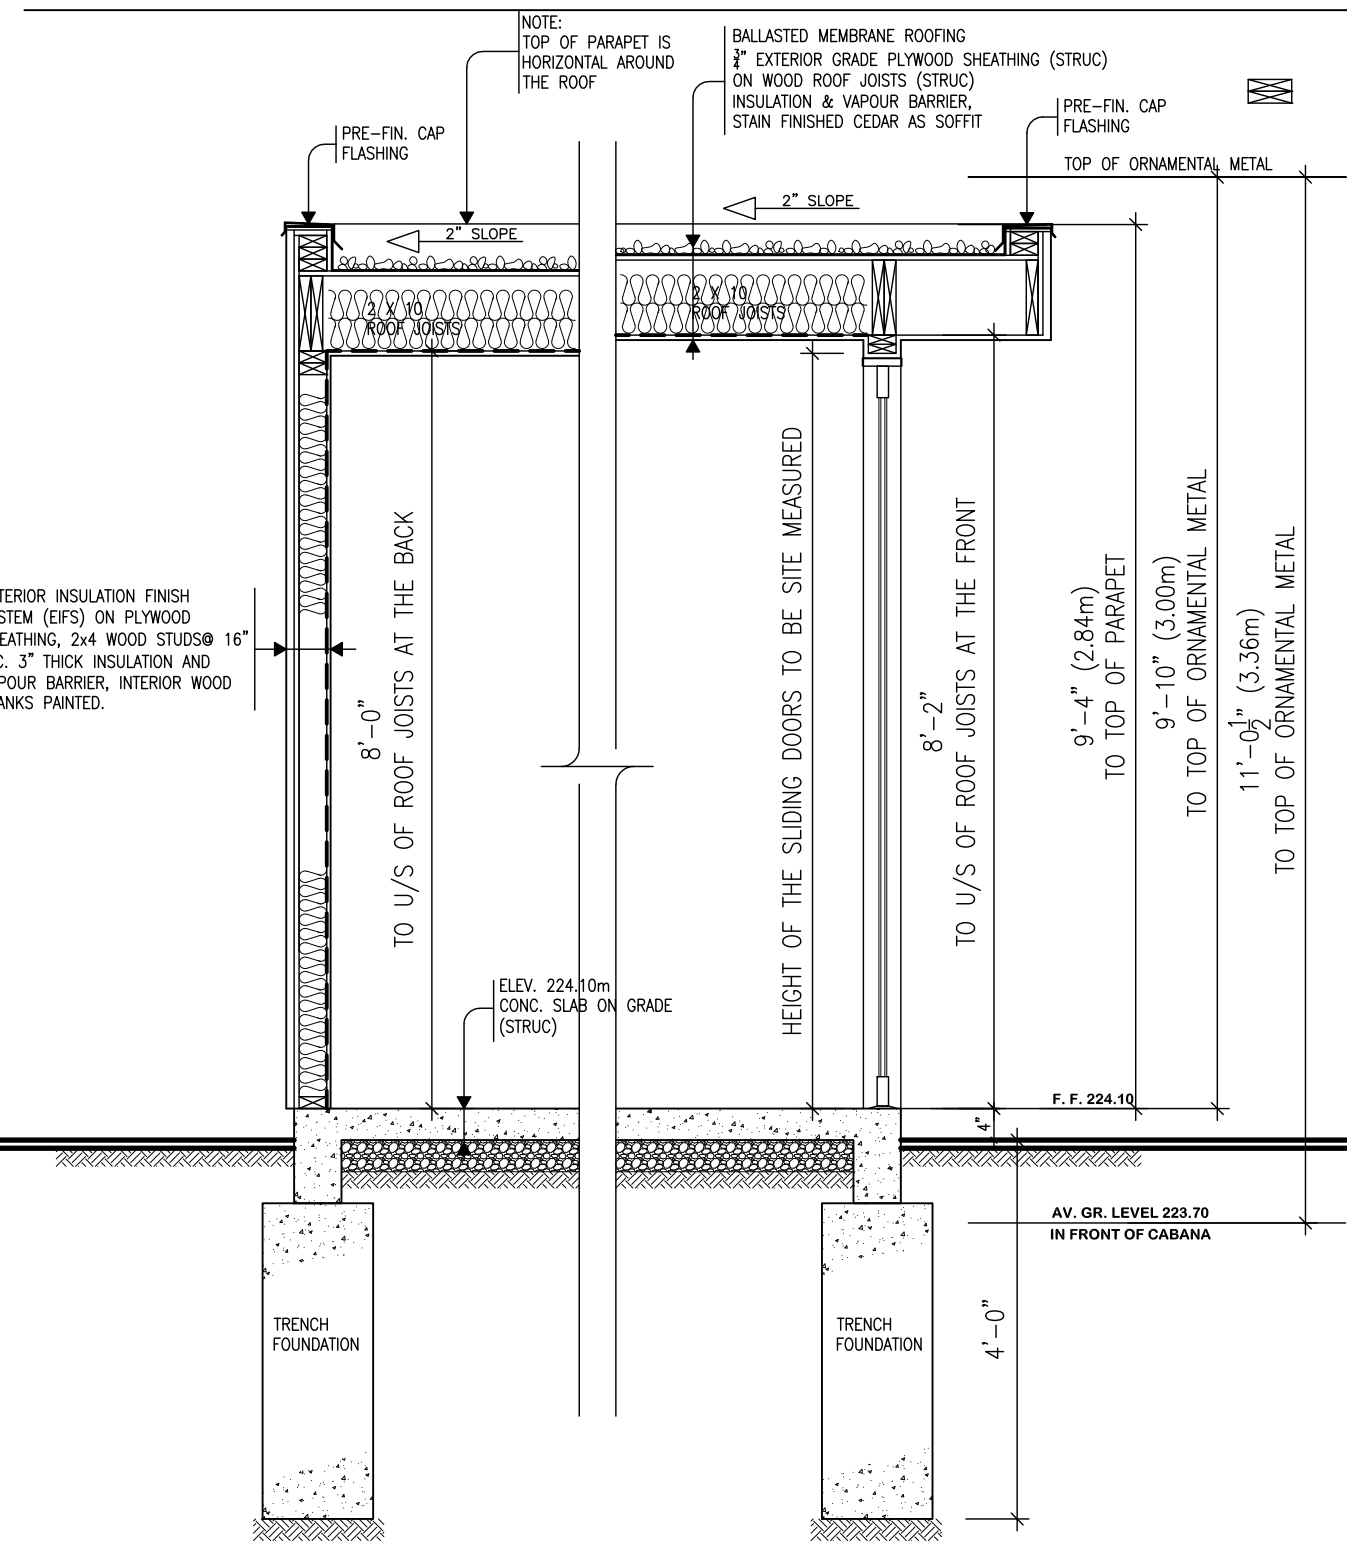 NOTE:
TOP OF PARAPET IS
HORIZONTAL AROUND
THE ROOF
BALLASTED MEMBRANE ROOFING
3/4" EXTERIOR GRADE PLYWOOD SHEATHING (STRUC)
ON WOOD ROOF JOISTS (STRUC)
INSULATION & VAPOUR BARRIER,
STAIN FINISHED CEDAR AS SOFFIT
PRE-FIN. CAP
FLASHING
PRE-FIN. CAP
FLASHING
TOP OF ORNAMENTAL METAL
2" SLOPE
2" SLOPE
2 X 10
ROOF JOISTS
2 X 10
ROOF JOISTS
TERIOR INSULATION FINISH
STEM (EIFS) ON PLYWOOD
EATHING, 2x4 WOOD STUDS@ 16"
C. 3" THICK INSULATION AND
POUR BARRIER, INTERIOR WOOD
ANKS PAINTED.
8'-0"
TO U/S OF ROOF JOISTS AT THE BACK
HEIGHT OF THE SLIDING DOORS TO BE SITE MEASURED
8'-2"
TO U/S OF ROOF JOISTS AT THE FRONT
9'-4" (2.84m)
TO TOP OF PARAPET
9'-10" (3.00m)
TO TOP OF ORNAMENTAL METAL
11'-0 1/2" (3.36m)
TO TOP OF ORNAMENTAL METAL
ELEV. 224.10m
CONC. SLAB ON GRADE
(STRUC)
F. F. 224.10
4"
AV. GR. LEVEL 223.70
IN FRONT OF CABANA
TRENCH
FOUNDATION
TRENCH
FOUNDATION
4'-0"